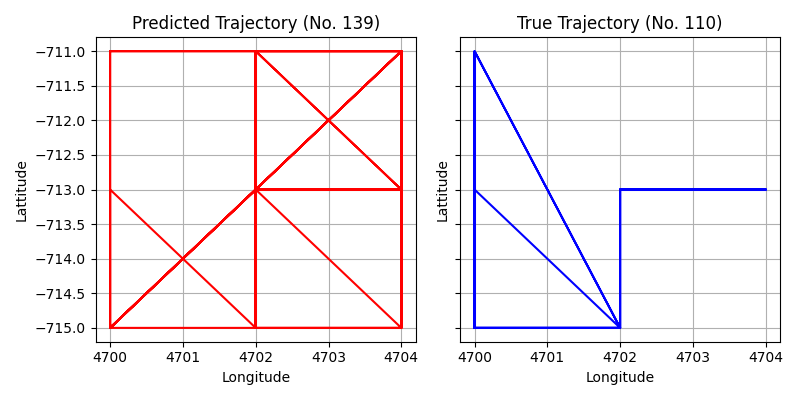 Predicted Trajectory (No. 139)
True Trajectory (No. 110)
−711.0
−711.5
−712.0
−712.5
−713.0
−713.5
−714.0
−714.5
−715.0
Lattitude
Lattitude
4700 4701 4702 4703 4704
4700 4701 4702 4703 4704
Longitude
Longitude